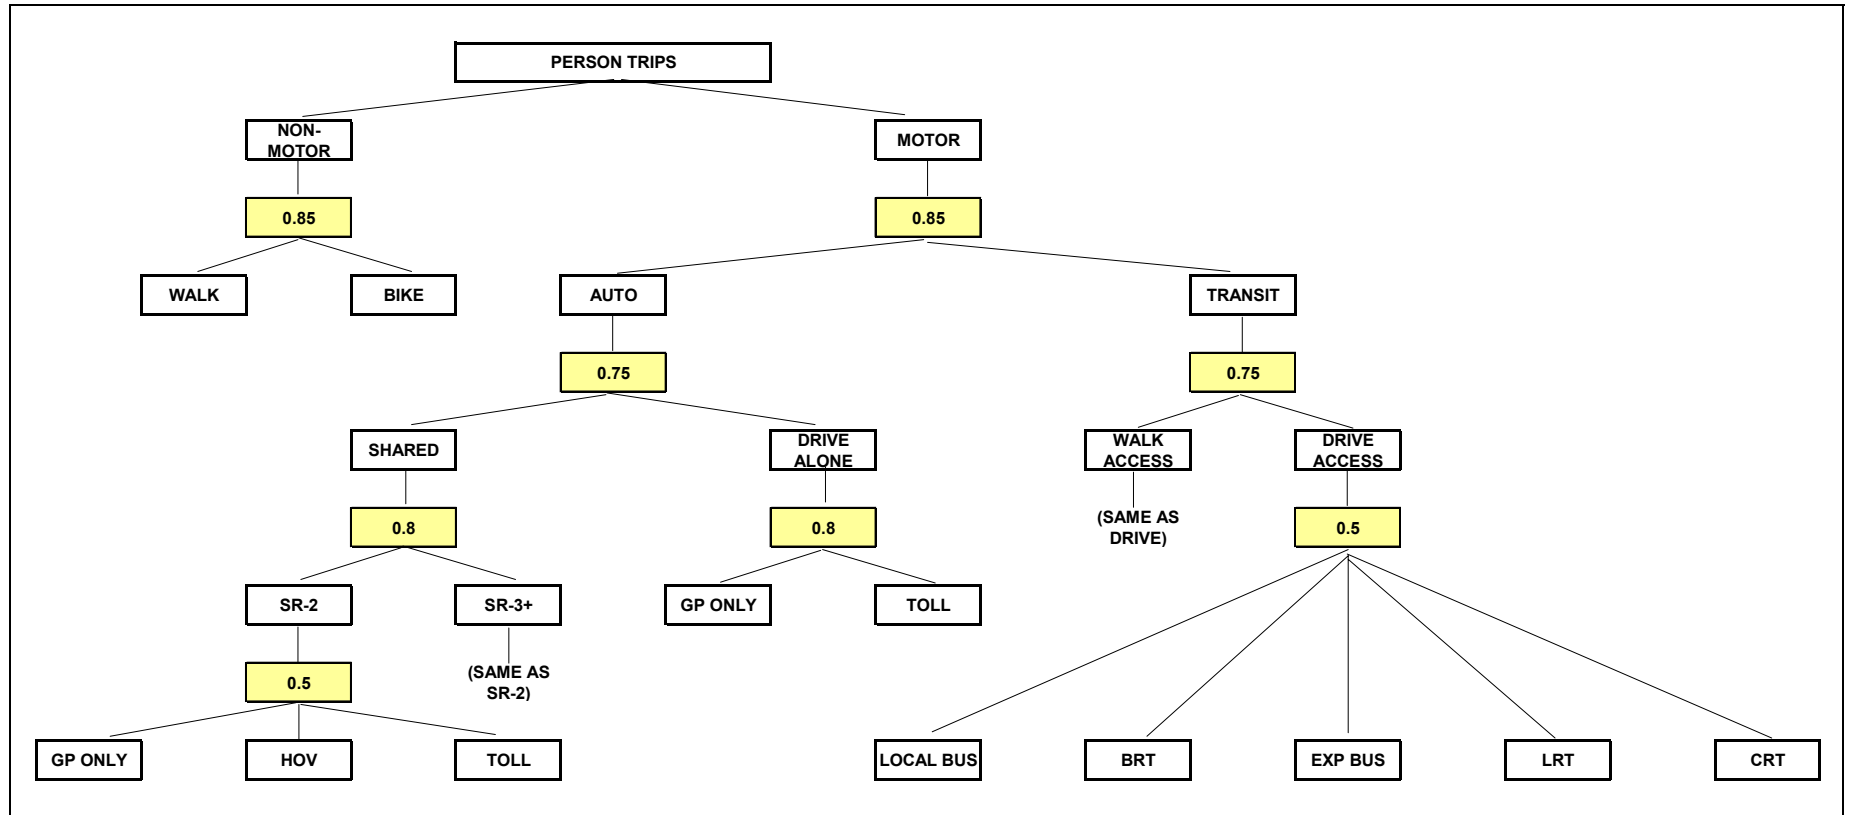 PERSON TRIPS
NON-
MOTOR
MOTOR
0.85
0.85
WALK
BIKE
AUTO
TRANSIT
0.75
0.75
SHARED
DRIVE
ALONE
WALK
ACCESS
DRIVE
ACCESS
0.8
0.8
(SAME AS
DRIVE)
0.5
SR-2
SR-3+
GP ONLY
TOLL
0.5
(SAME AS
SR-2)
GP ONLY
HOV
TOLL
LOCAL BUS
BRT
EXP BUS
LRT
CRT